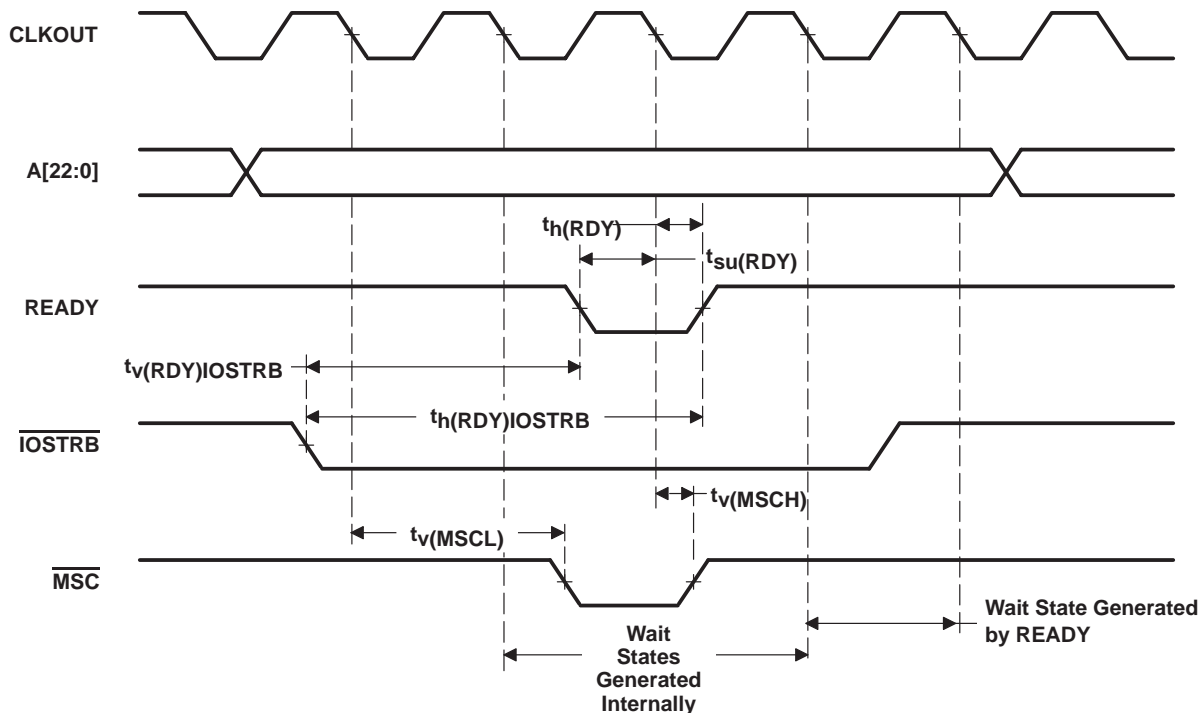 CLKOUT
A[22:0]
th(RDY)
tsu(RDY)
READY
tv(RDY)IOSTRB
th(RDY)IOSTRB
IOSTRB
tv(MSCH)
tv(MSCL)
MSC
Wait State Generated
by READY
Wait
States
Generated
Internally